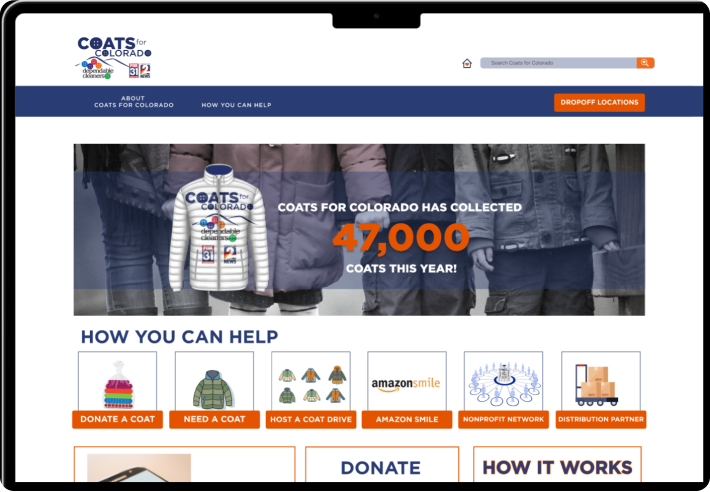 COATS for
COLORADO
dependable
cleaners
31
2
NEWS
Search Coats for Colorado
ABOUT
COATS FOR COLORADO
HOW YOU CAN HELP
DROPOFF LOCATIONS
COATS for
COLORADO
dependable
cleaners
31
2
NEWS
COATS FOR COLORADO HAS COLLECTED
47,000
COATS THIS YEAR!
HOW YOU CAN HELP
amazonsmile
DONATE A COAT
NEED A COAT
HOST A COAT DRIVE
AMAZON SMILE
NONPROFIT NETWORK
DISTRIBUTION PARTNER
DONATE
HOW IT WORKS